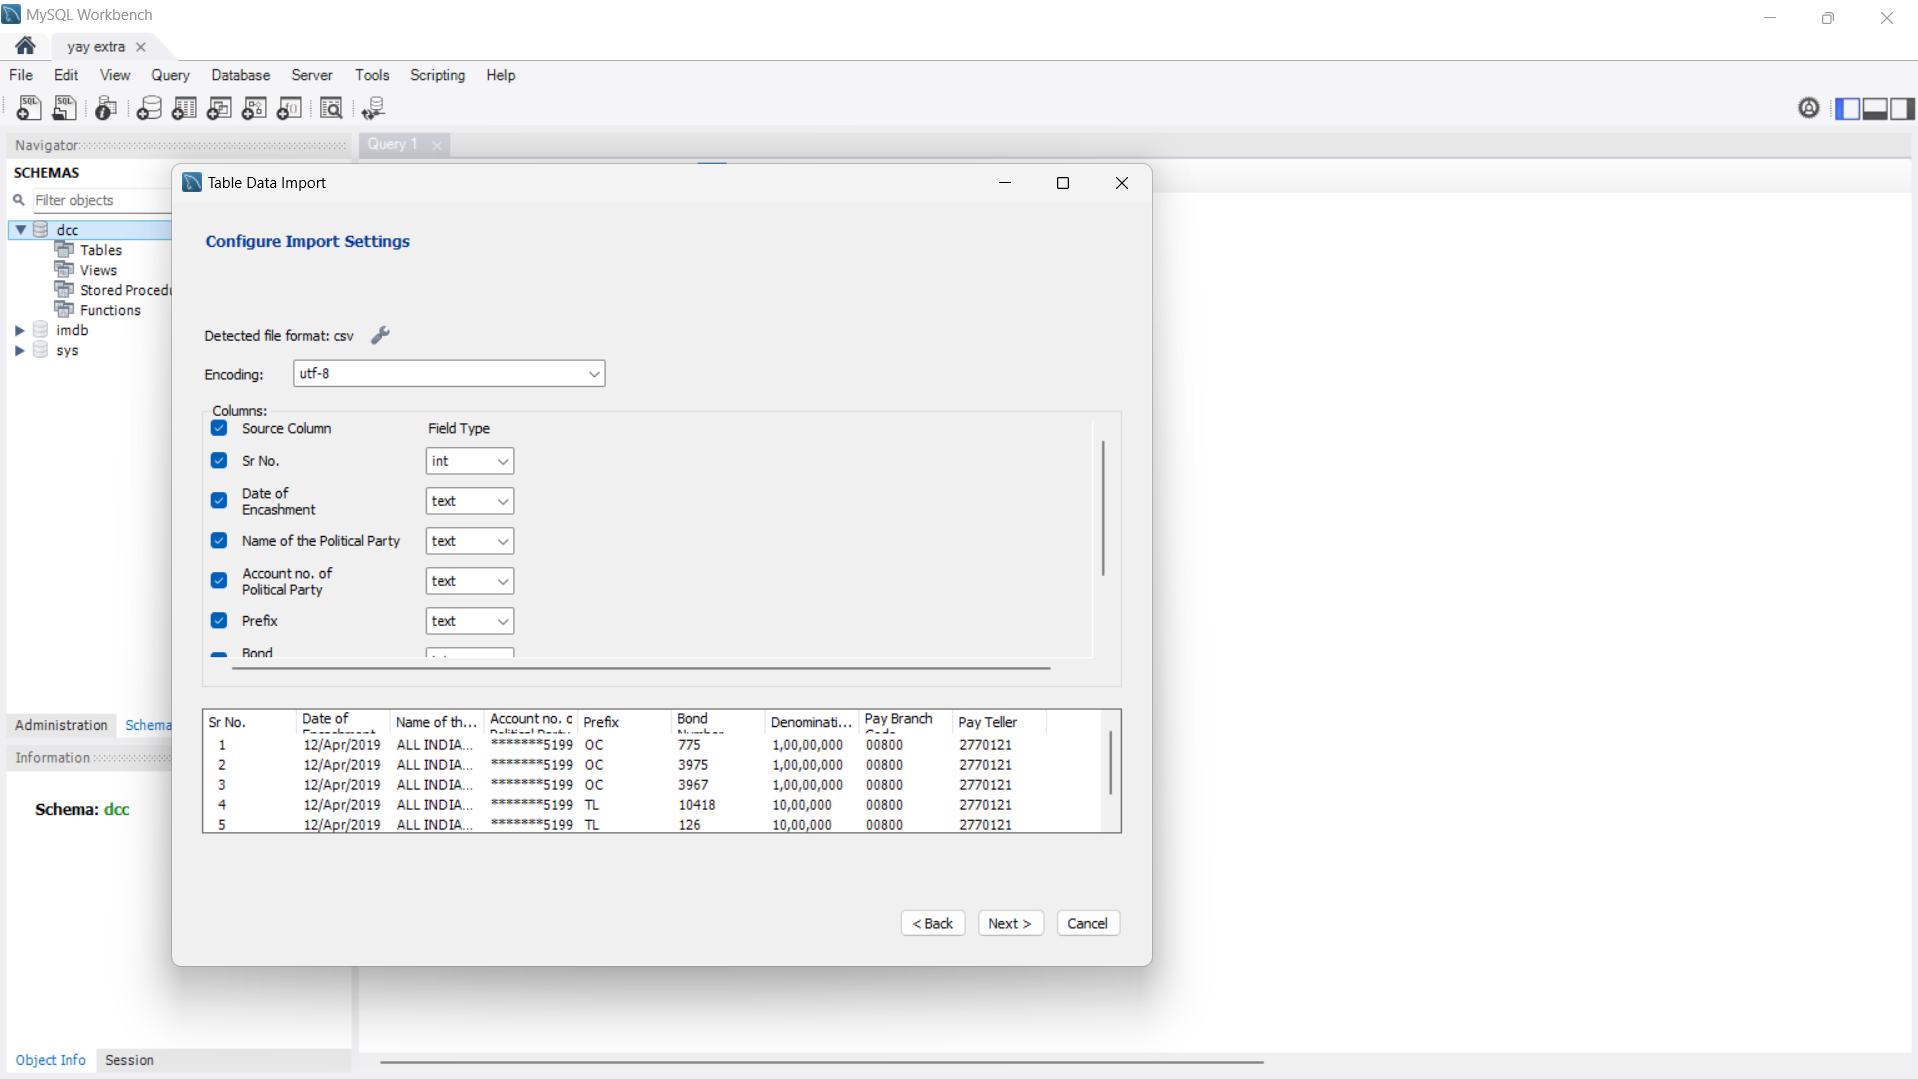 MySQL Workbench
yay extra
File Edit View Query Database Server Tools Scripting Help
Navigator
Query 1
SCHEMAS
Filter objects
dcc
Tables
Views
Stored Procedu
Functions
imdb
sys
Administration Schema
Information
Schema: dcc
Object Info Session
Table Data Import
Configure Import Settings
Detected file format: csv
Encoding: utf-8
Columns:
Source Column Field Type
Sr No. int
Date of
Encashment text
Name of the Political Party text
Account no. of
Political Party text
Prefix text
Bond
Sr No. Date of Name of th... Account no. o Prefix Bond Denominati... Pay Branch Pay Teller
Encashment Political Party Number Code
1 12/Apr/2019 ALL INDIA... *******5199 OC 775 1,00,00,000 00800 2770121
2 12/Apr/2019 ALL INDIA... *******5199 OC 3975 1,00,00,000 00800 2770121
3 12/Apr/2019 ALL INDIA... *******5199 OC 3967 1,00,00,000 00800 2770121
4 12/Apr/2019 ALL INDIA... *******5199 TL 10418 10,00,000 00800 2770121
5 12/Apr/2019 ALL INDIA... *******5199 TL 126 10,00,000 00800 2770121
< Back Next > Cancel